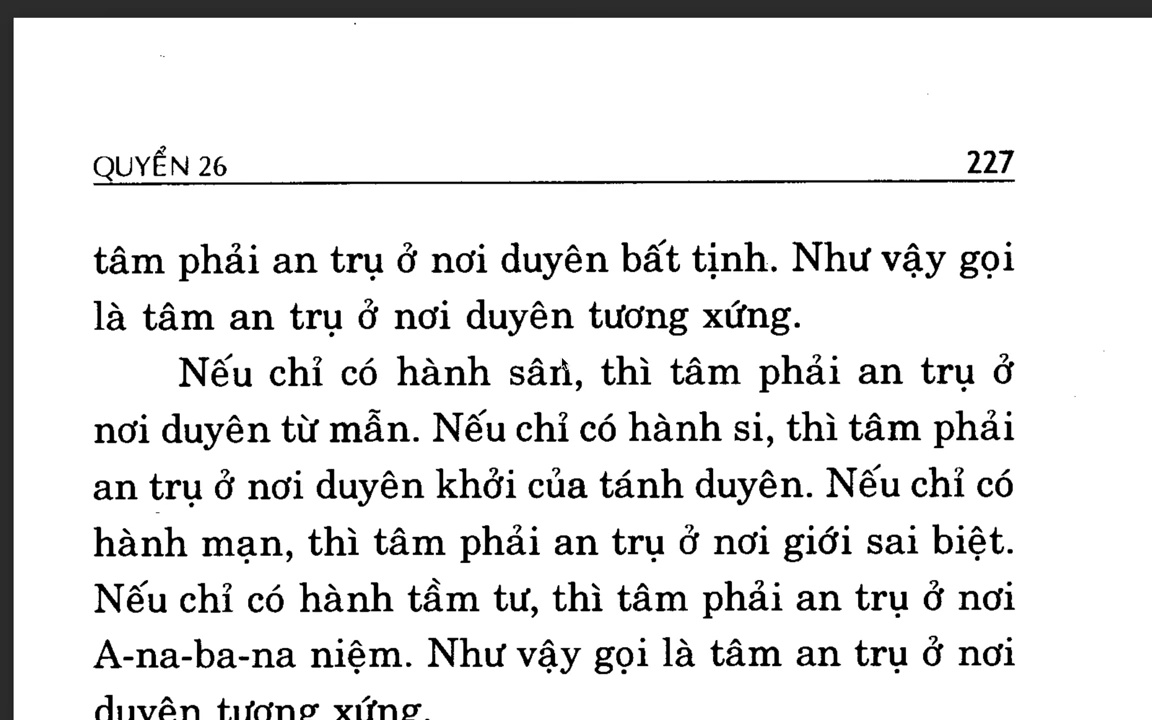 QUYỂN 26
227
tâm phải an trụ ở nơi duyên bất tịnh. Như vậy gọi
là tâm an trụ ở nơi duyên tương xứng.
Nếu chỉ có hành sân, thì tâm phải an trụ ở
nơi duyên từ mẫn. Nếu chỉ có hành si, thì tâm phải
an trụ ở nơi duyên khởi của tánh duyên. Nếu chỉ có
hành mạn, thì tâm phải an trụ ở nơi giới sai biệt.
Nếu chỉ có hành tầm tư, thì tâm phải an trụ ở nơi
A-na-ba-na niệm. Như vậy gọi là tâm an trụ ở nơi
duyên tương xứng.